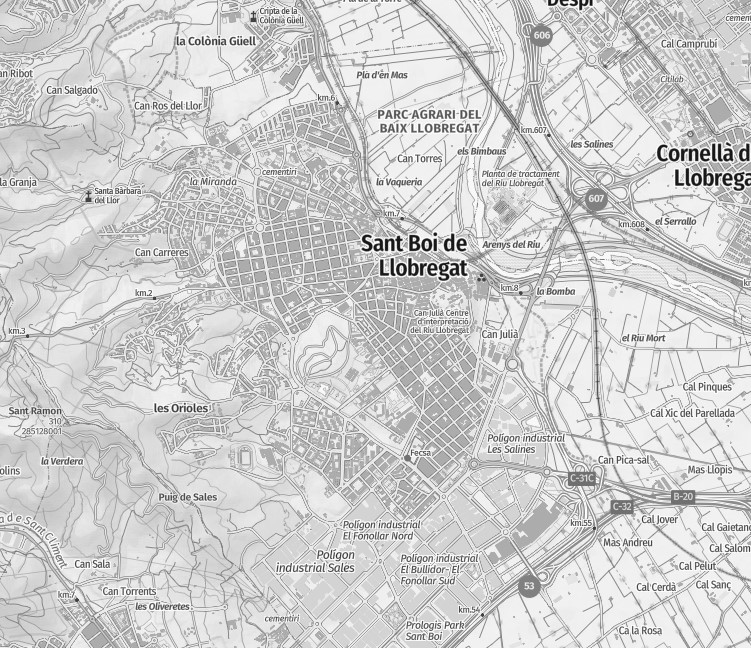 Despí
Pla de la Torre
Cripta de la
Colònia Güell
la Colònia Güell
606
Cal Camprubí
Can Ribot
Can Salgado
Citilab
Pla d'en Mas
Can Ros del Llor
km.6
PARC AGRARI DEL
BAIX LLOBREGAT
km.607
les Salines
els Bimbaus
Can Torres
Cornellà d
Llobrega
cementiri
Planta de tractament
del Riu Llobregat
la Granja
la Miranda
la Vaqueria
Santa Bàrbara
del Llor
607
km.7
km.608
el Serrallo
Sant Boi de
Llobregat
Arenys del Riu
Can Carreres
km.2
km.8
la Bomba
Can Julià Centre
d'interpretació
del Riu Llobregat
km.3
Can Julià
el Riu Mort
Cal Pinques
les Orioles
Sant Ramon
310
285128001
Cal Xic del Parellada
Polígon industrial
Les Salines
Fecsa
la Verdera
Can Pica-sal
Mas Llopis
C-31C
Puig de Sales
B-20
C-32
Cal Jover
km.55
Polígon industrial
El Fonollar Nord
Cal Gaietano
Mas Andreu
Cal Salom
Polígon
industrial Sales
Polígon industrial
El Bullidor- El
Fonollar Sud
Can Sala
Cal Pelut
53
Cal Cerdà
Cal Sanç
Can Torrents
km.7
les Oliveretes
km.54
cementiri
Prologis Park
Sant Boi
Ca la Rosa